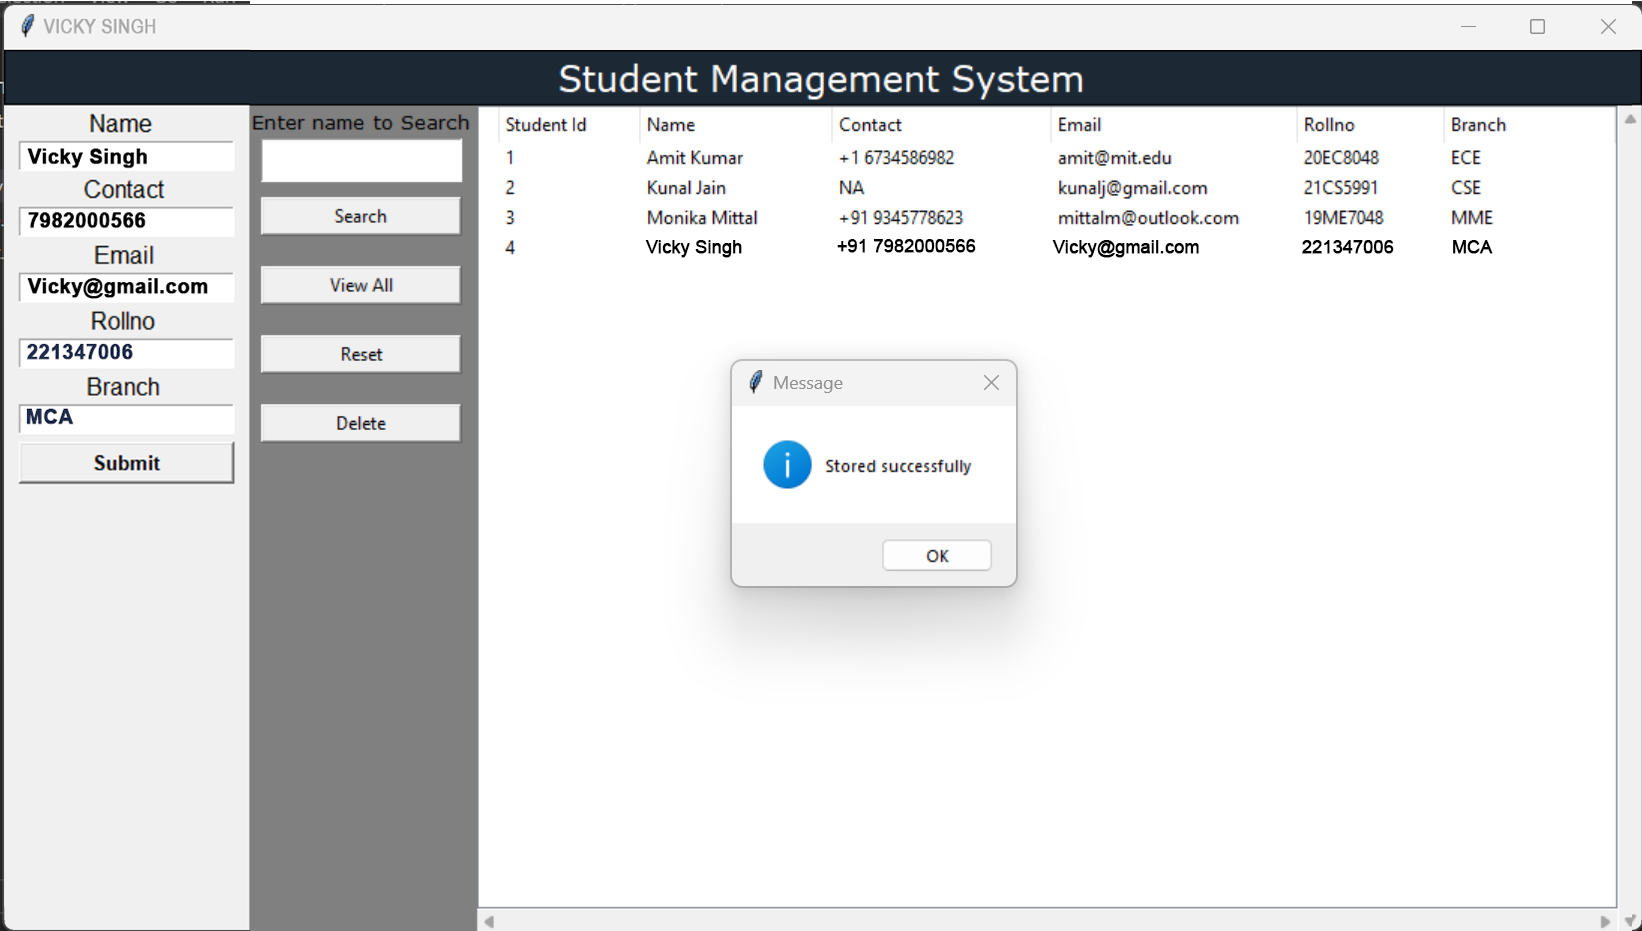 VICKY SINGH
Student Management System
Name
Vicky Singh
Contact
7982000566
Email
Vicky@gmail.com
Rollno
221347006
Branch
MCA
Submit
Enter name to Search
Search
View All
Reset
Delete
Student Id Name Contact Email Rollno Branch
1 Amit Kumar +1 6734586982 amit@mit.edu 20EC8048 ECE
2 Kunal Jain NA kunalj@gmail.com 21CS5991 CSE
3 Monika Mittal +91 9345778623 mittalm@outlook.com 19ME7048 MME
4 Vicky Singh +91 7982000566 Vicky@gmail.com 221347006 MCA
Message
Stored successfully
OK